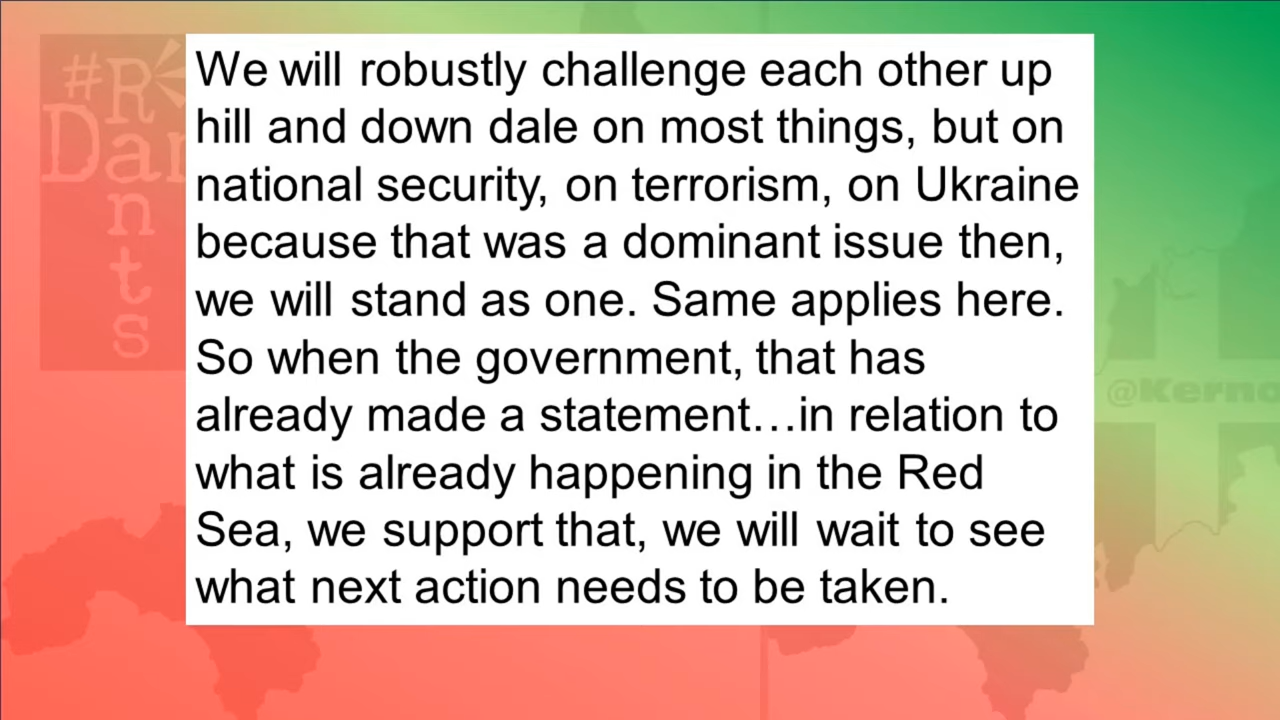 #R
Dar
n
t
s
We will robustly challenge each other up
hill and down dale on most things, but on
national security, on terrorism, on Ukraine
because that was a dominant issue then,
we will stand as one. Same applies here.
So when the government, that has
already made a statement…in relation to
what is already happening in the Red
Sea, we support that, we will wait to see
what next action needs to be taken.
@Kerno